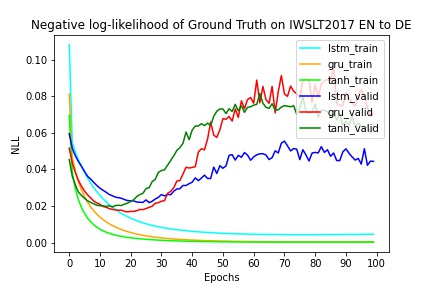 Negative log-likelihood of Ground Truth on IWSLT2017 EN to DE
NLL
0.10
0.08
0.06
0.04
0.02
0.00
lstm_train
gru_train
tanh_train
lstm_valid
gru_valid
tanh_valid
0 10 20 30 40 50 60 70 80 90 100
Epochs